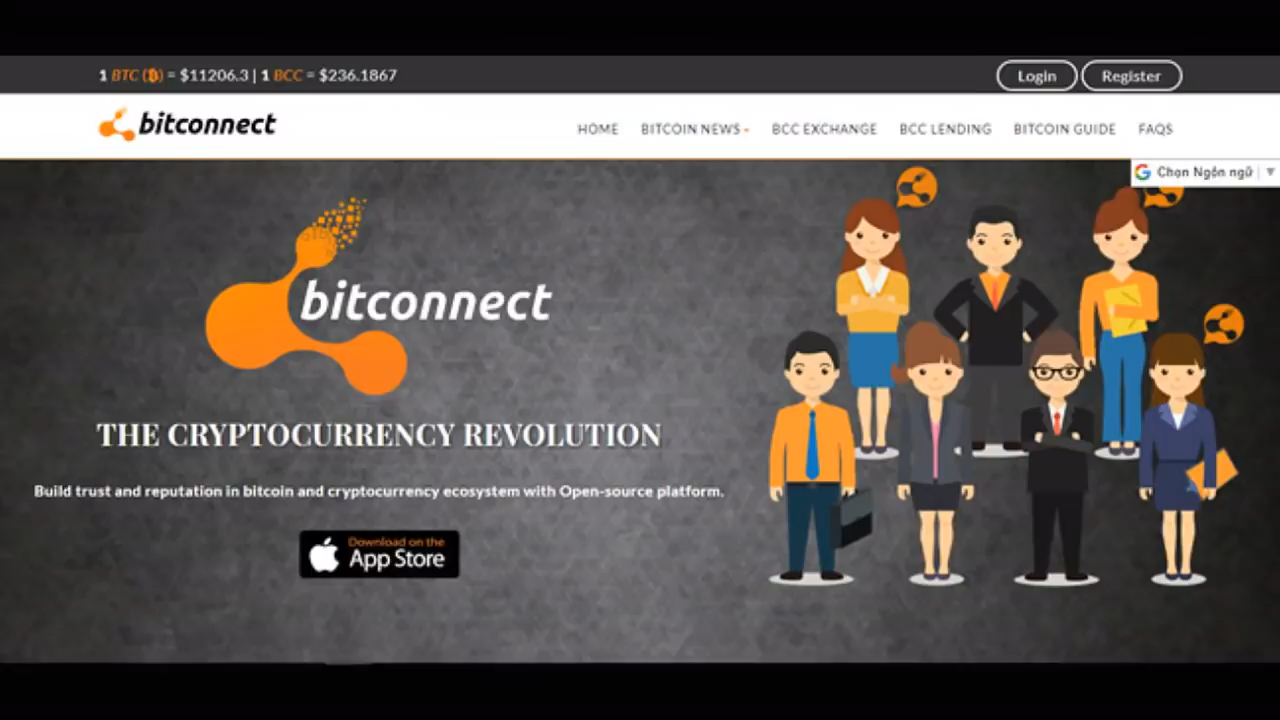 1 BTC (₿) = $11206.3 | 1 BCC = $236.1867
Login
Register
bitconnect
HOME
BITCOIN NEWS
BCC EXCHANGE
BCC LENDING
BITCOIN GUIDE
FAQS
Chọn Ngôn ngữ
bitconnect
THE CRYPTOCURRENCY REVOLUTION
Build trust and reputation in bitcoin and cryptocurrency ecosystem with Open-source platform.
Download on the
App Store